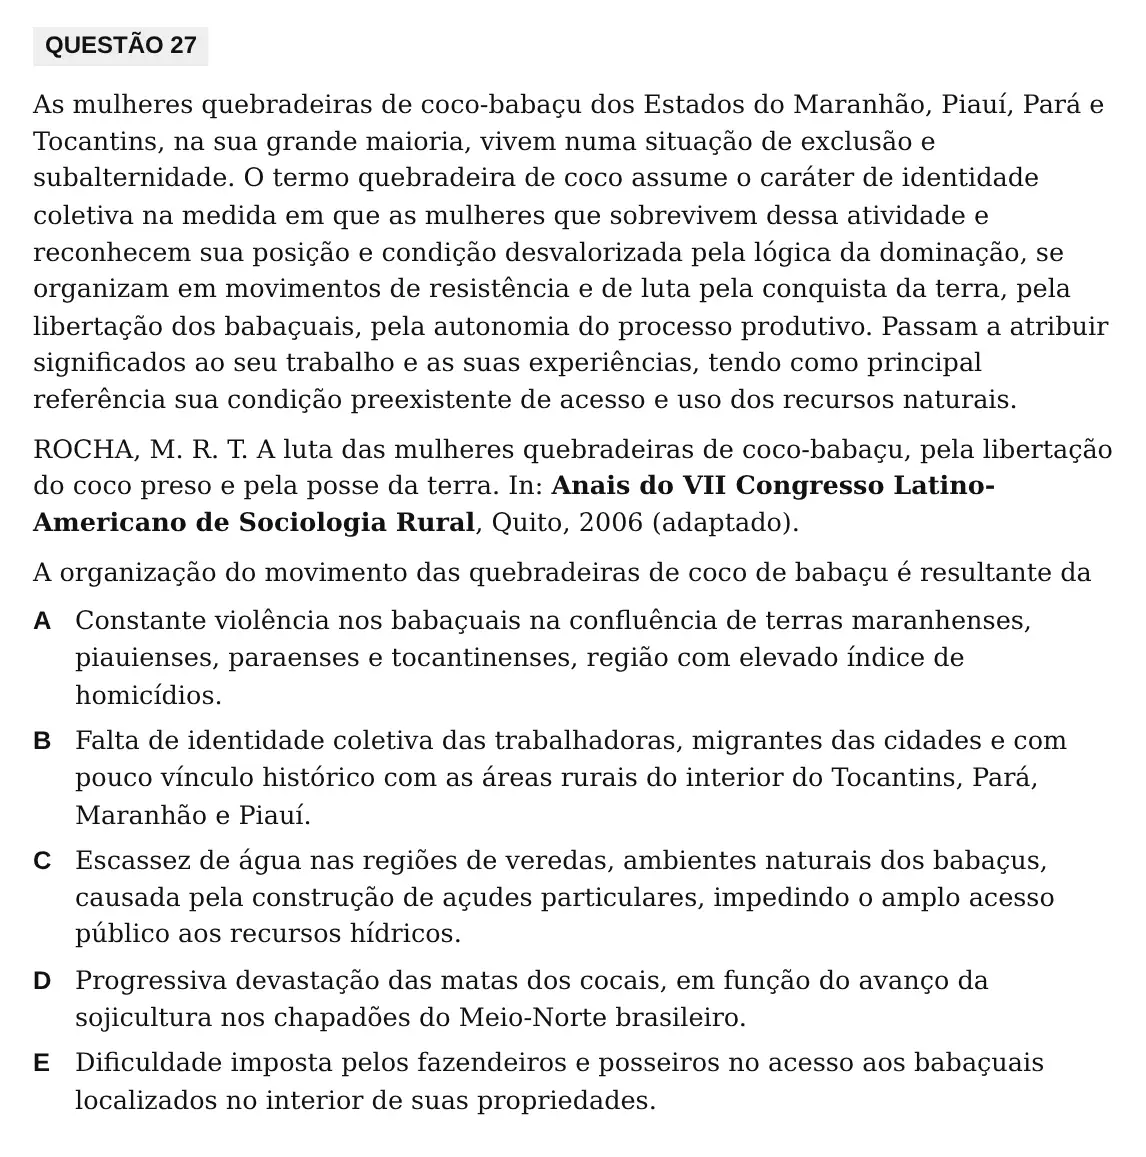 QUESTÃO 27
As mulheres quebradeiras de coco-babaçu dos Estados do Maranhão, Piauí, Pará e
Tocantins, na sua grande maioria, vivem numa situação de exclusão e
subalternidade. O termo quebradeira de coco assume o caráter de identidade
coletiva na medida em que as mulheres que sobrevivem dessa atividade e
reconhecem sua posição e condição desvalorizada pela lógica da dominação, se
organizam em movimentos de resistência e de luta pela conquista da terra, pela
libertação dos babaçuais, pela autonomia do processo produtivo. Passam a atribuir
significados ao seu trabalho e as suas experiências, tendo como principal
referência sua condição preexistente de acesso e uso dos recursos naturais.
ROCHA, M. R. T. A luta das mulheres quebradeiras de coco-babaçu, pela libertação
do coco preso e pela posse da terra. In: Anais do VII Congresso Latino-
Americano de Sociologia Rural, Quito, 2006 (adaptado).
A organização do movimento das quebradeiras de coco de babaçu é resultante da
A Constante violência nos babaçuais na confluência de terras maranhenses,
piauienses, paraenses e tocantinenses, região com elevado índice de
homicídios.
B Falta de identidade coletiva das trabalhadoras, migrantes das cidades e com
pouco vínculo histórico com as áreas rurais do interior do Tocantins, Pará,
Maranhão e Piauí.
C Escassez de água nas regiões de veredas, ambientes naturais dos babaçus,
causada pela construção de açudes particulares, impedindo o amplo acesso
público aos recursos hídricos.
D Progressiva devastação das matas dos cocais, em função do avanço da
sojicultura nos chapadões do Meio-Norte brasileiro.
E Dificuldade imposta pelos fazendeiros e posseiros no acesso aos babaçuais
localizados no interior de suas propriedades.